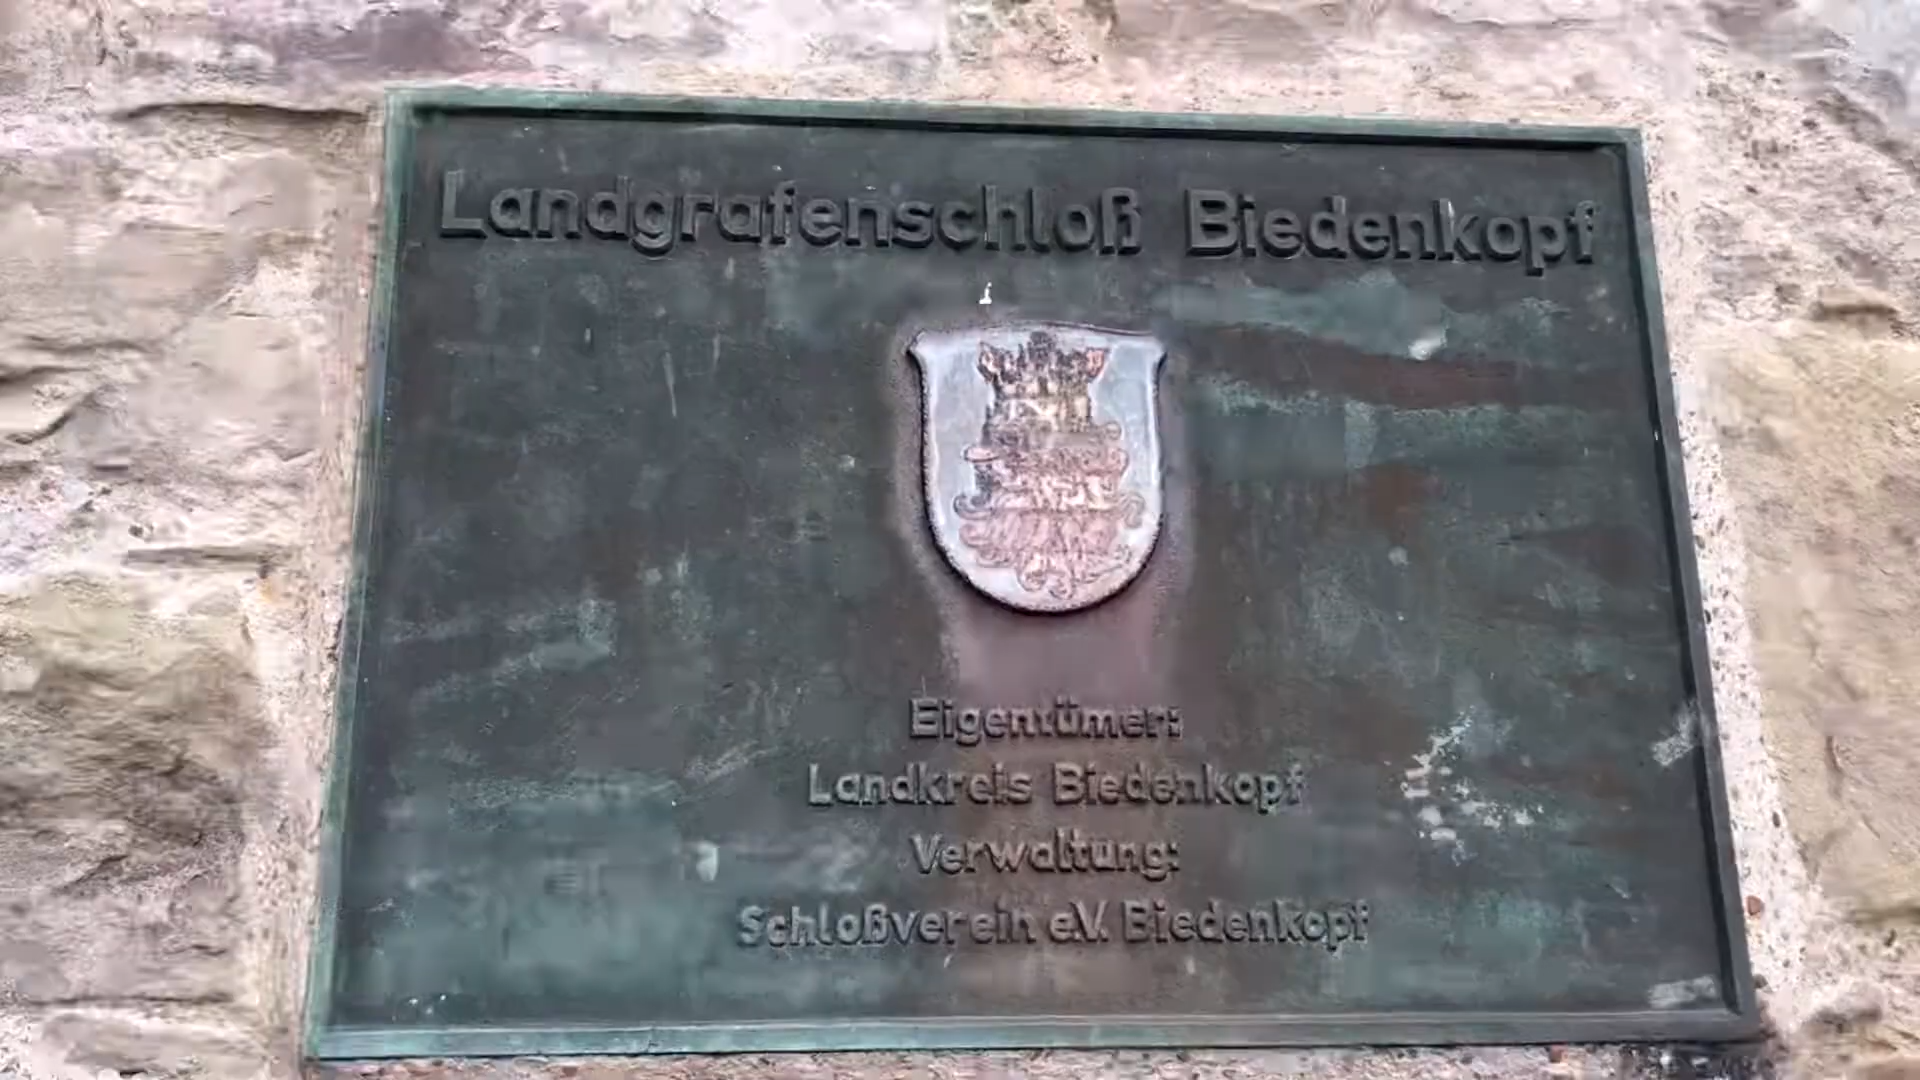 Landgrafenschloß Biedenkopf
Eigentümer:
Landkreis Biedenkopf
Verwaltung:
Schloßverein e.V. Biedenkopf